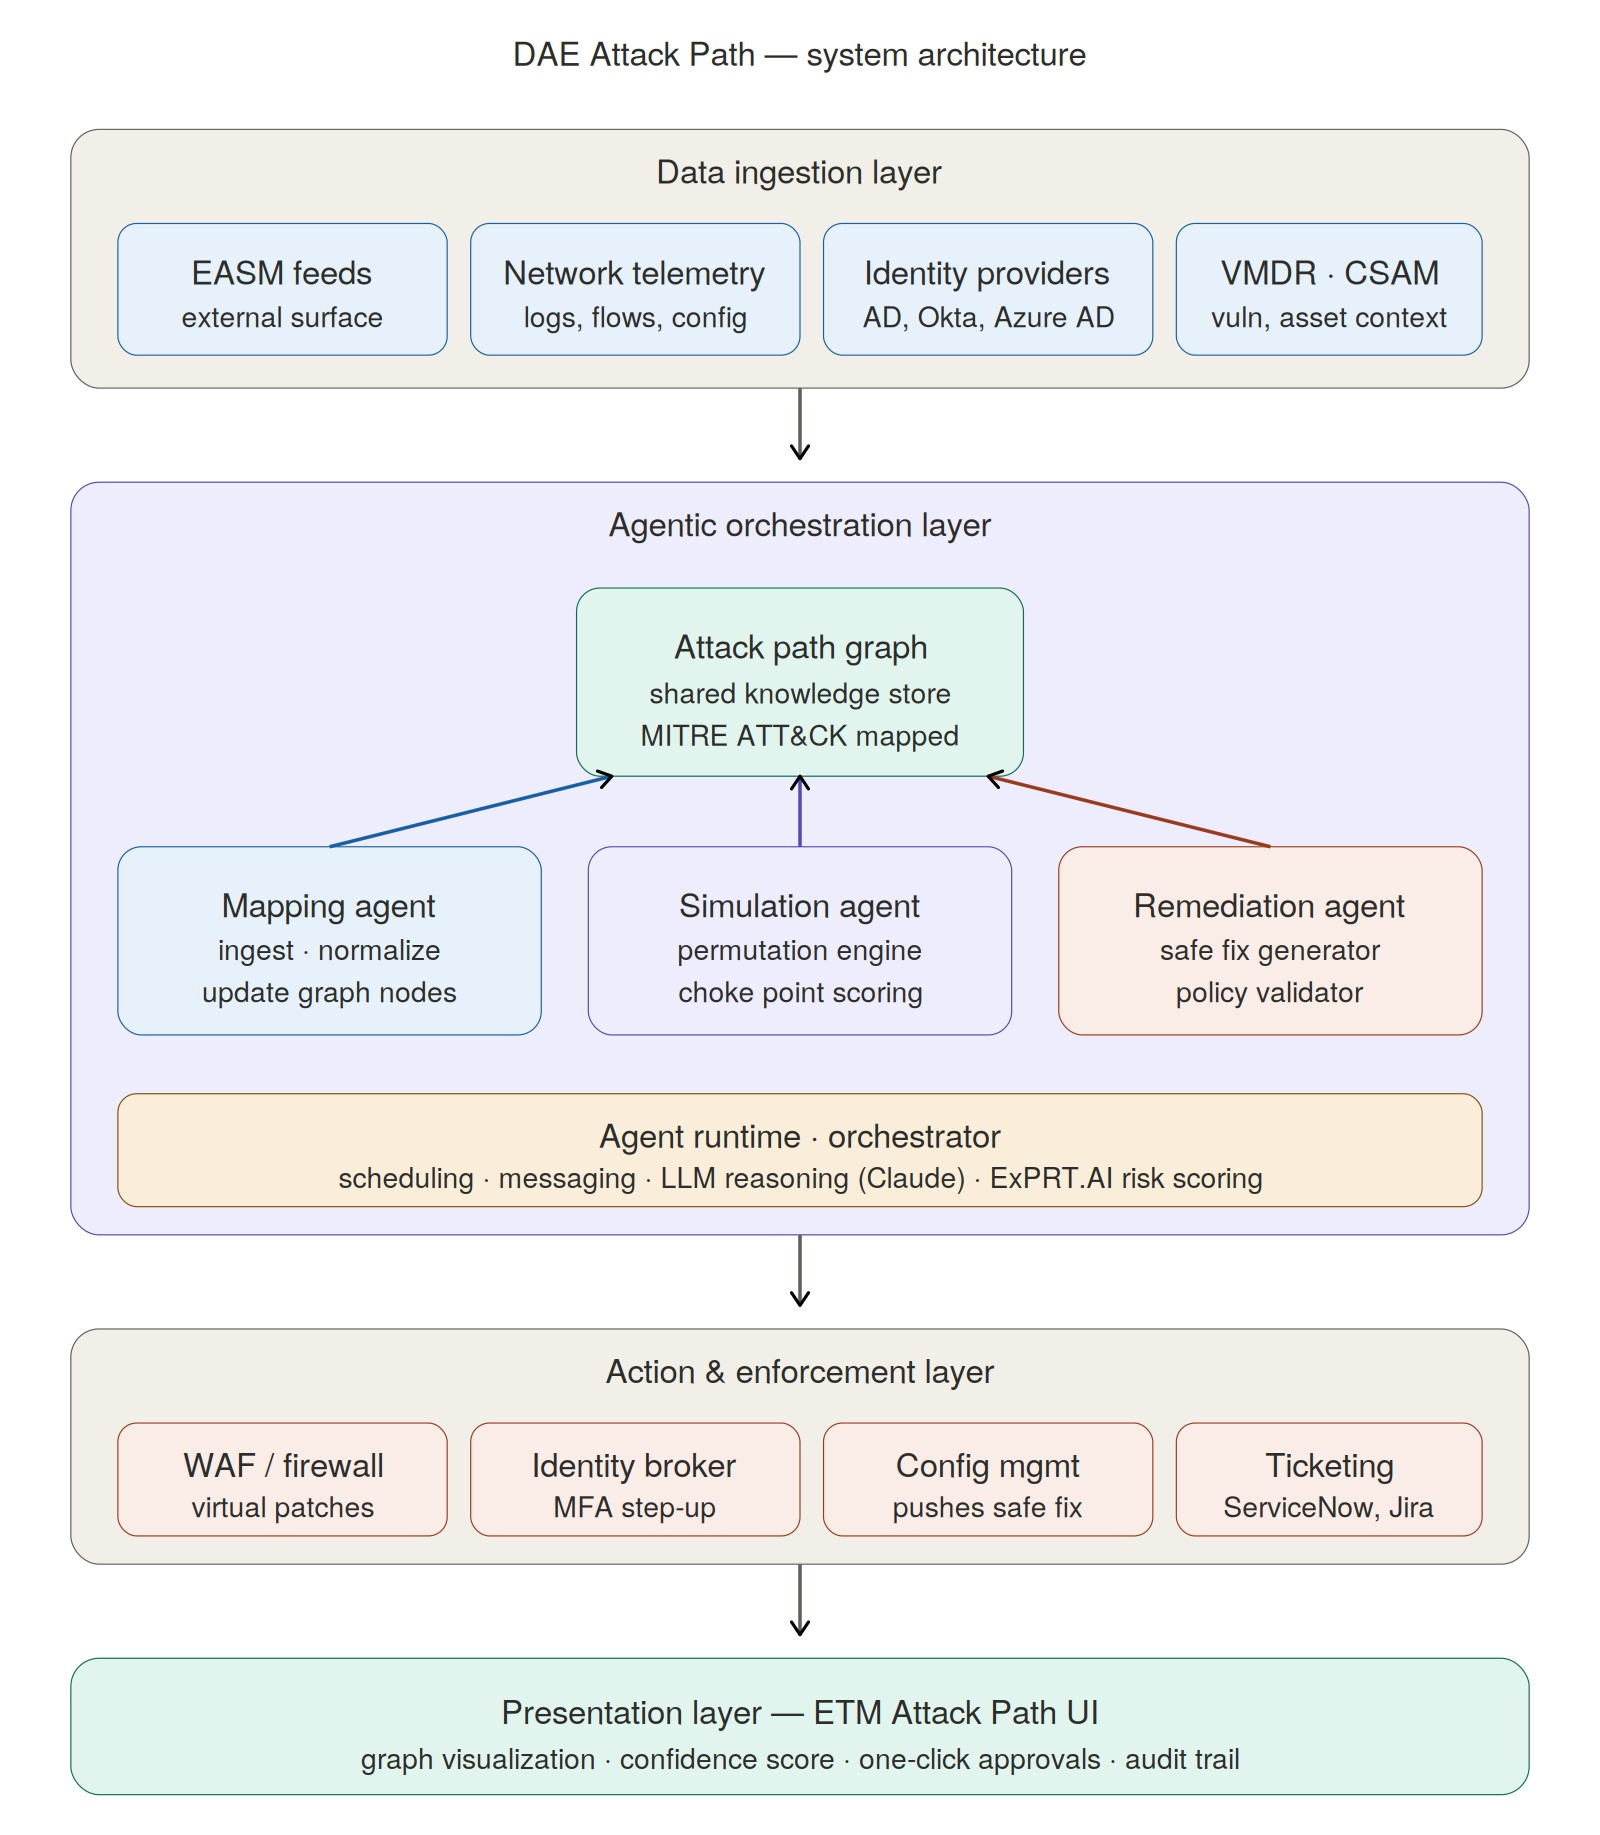 DAE Attack Path — system architecture
Data ingestion layer
EASM feeds
external surface
Network telemetry
logs, flows, config
Identity providers
AD, Okta, Azure AD
VMDR · CSAM
vuln, asset context
Agentic orchestration layer
Attack path graph
shared knowledge store
MITRE ATT&CK mapped
Mapping agent
ingest · normalize
update graph nodes
Simulation agent
permutation engine
choke point scoring
Remediation agent
safe fix generator
policy validator
Agent runtime · orchestrator
scheduling · messaging · LLM reasoning (Claude) · ExPRT.AI risk scoring
Action & enforcement layer
WAF / firewall
virtual patches
Identity broker
MFA step-up
Config mgmt
pushes safe fix
Ticketing
ServiceNow, Jira
Presentation layer — ETM Attack Path UI
graph visualization · confidence score · one-click approvals · audit trail